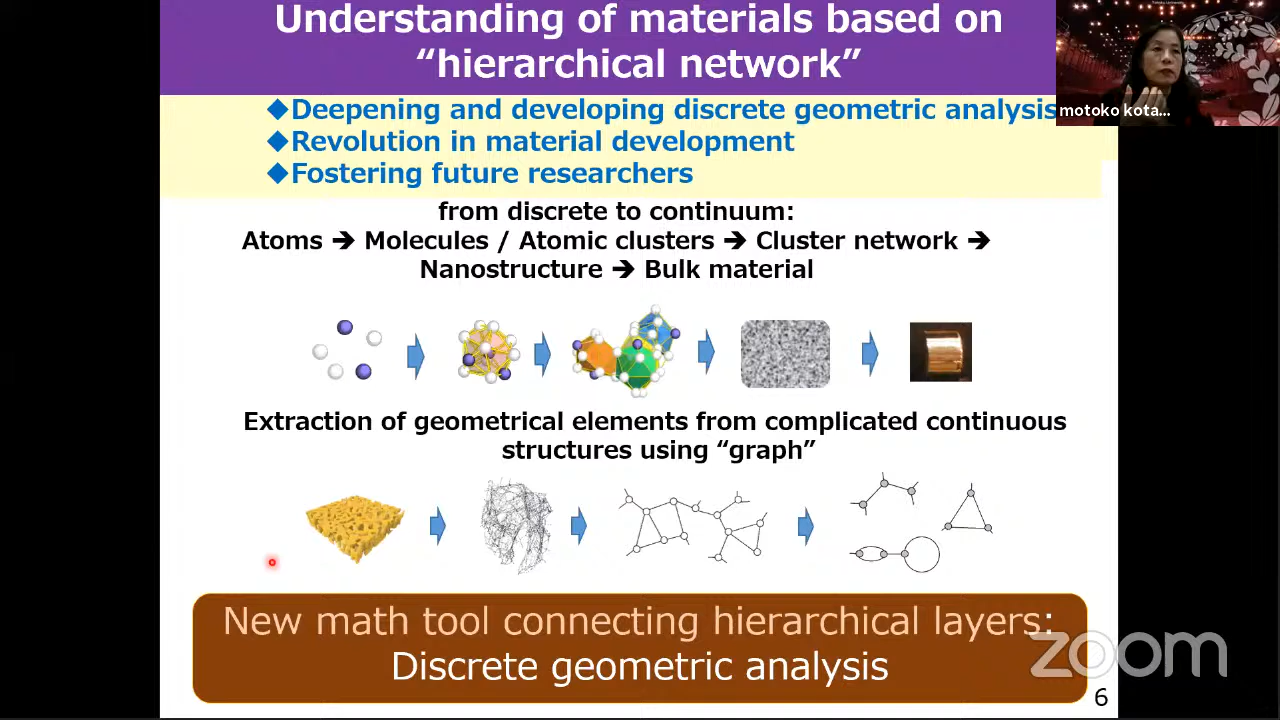 Understanding of materials based on
“hierarchical network”
◆Deepening and developing discrete geometric analysis
◆Revolution in material development
◆Fostering future researchers
motoko kota...
from discrete to continuum:
Atoms ➔ Molecules / Atomic clusters ➔ Cluster network ➔
Nanostructure ➔ Bulk material
Extraction of geometrical elements from complicated continuous
structures using “graph”
New math tool connecting hierarchical layers:
Discrete geometric analysis
zoom
6